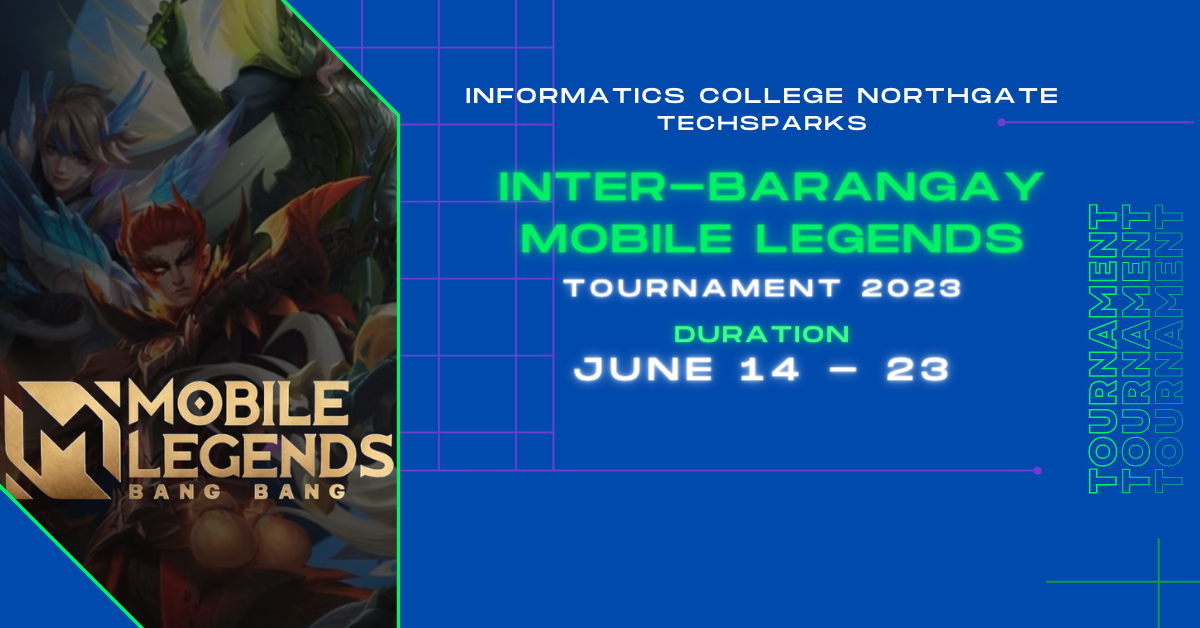 INFORMATICS COLLEGE NORTHGATE
TECHSPARKS
INTER-BARANGAY
MOBILE LEGENDS
TOURNAMENT 2023
DURATION
JUNE 14 - 23
MOBILE
LEGENDS
BANG BANG
TOURNAMENT
TOURNAMENT
TOURNAMENT